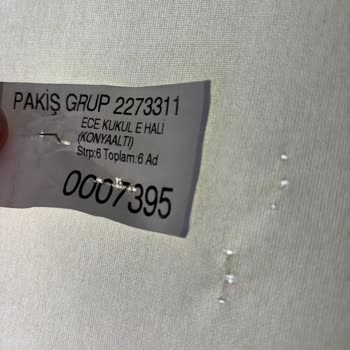 PAKİŞ GRUP 2273311
ECE KUKUL E HALİ
(KONYAALTI)
Strp:6 Toplam:6 Ad
0007395